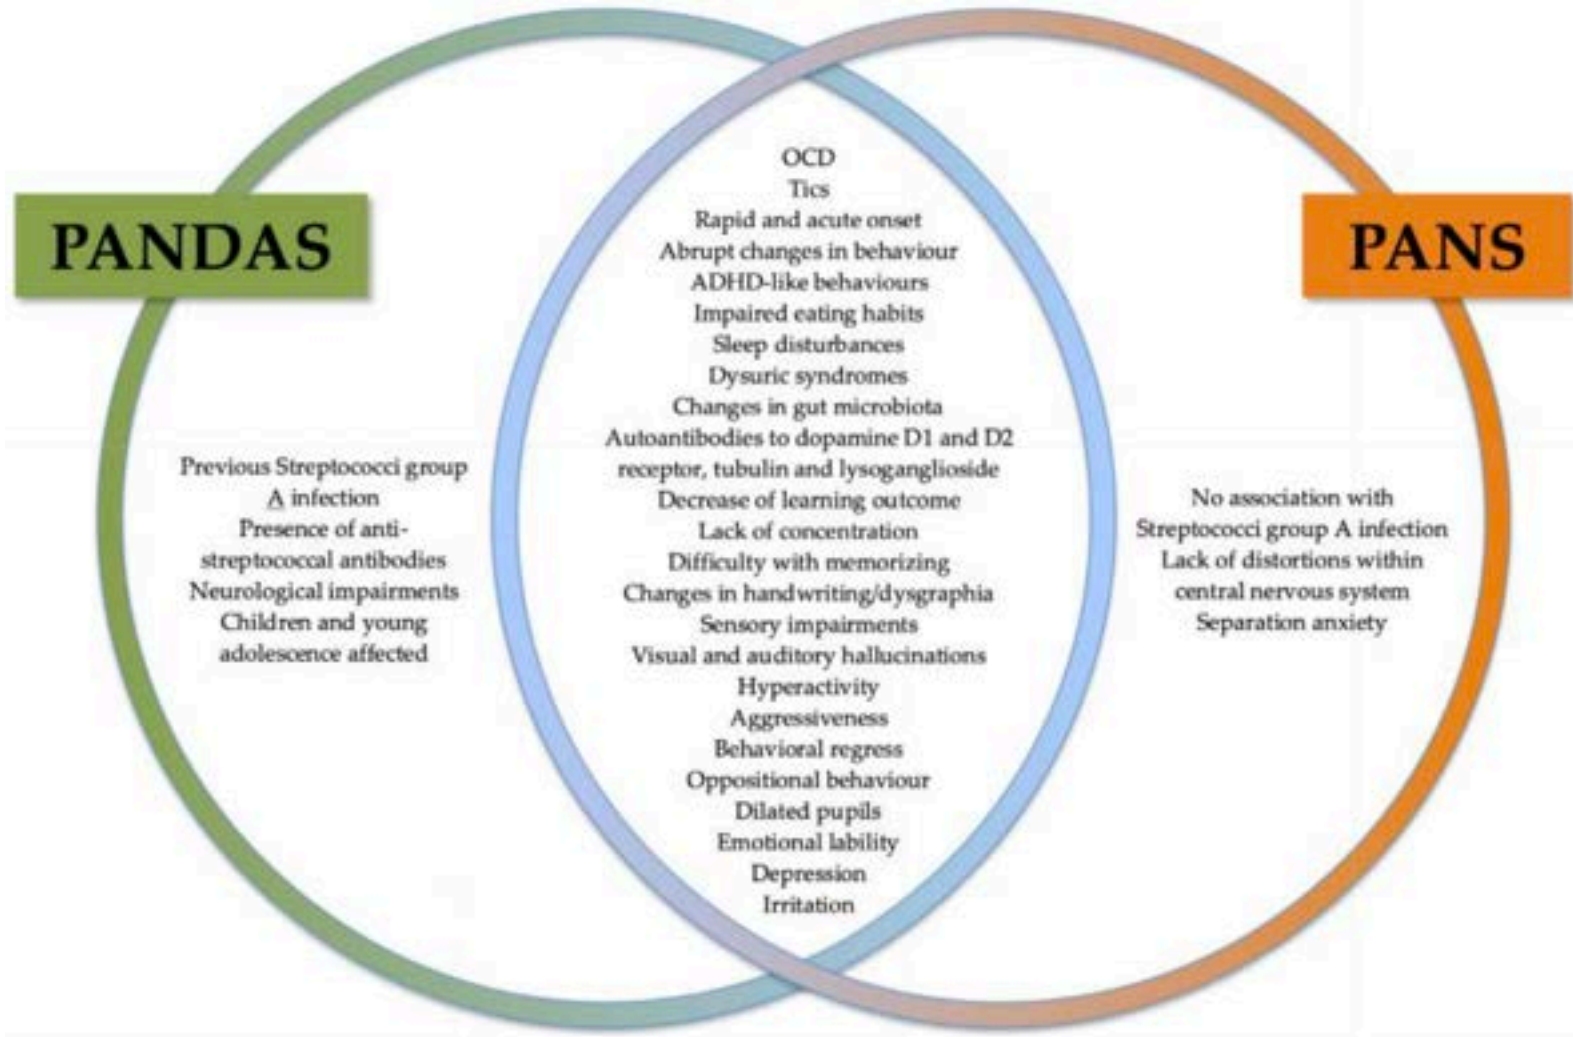 PANDAS
PANS
OCD
Tics
Rapid and acute onset
Abrupt changes in behaviour
ADHD-like behaviours
Impaired eating habits
Sleep disturbances
Dysuric syndromes
Changes in gut microbiota
Autoantibodies to dopamine D1 and D2
receptor, tubulin and lysoganglioside
Decrease of learning outcome
Lack of concentration
Difficulty with memorizing
Changes in handwriting/dysgraphia
Sensory impairments
Visual and auditory hallucinations
Hyperactivity
Aggressiveness
Behavioral regress
Oppositional behaviour
Dilated pupils
Emotional lability
Depression
Irritation
Previous Streptococci group
A infection
Presence of anti-
streptococcal antibodies
Neurological impairments
Children and young
adolescence affected
No association with
Streptococci group A infection
Lack of distortions within
central nervous system
Separation anxiety